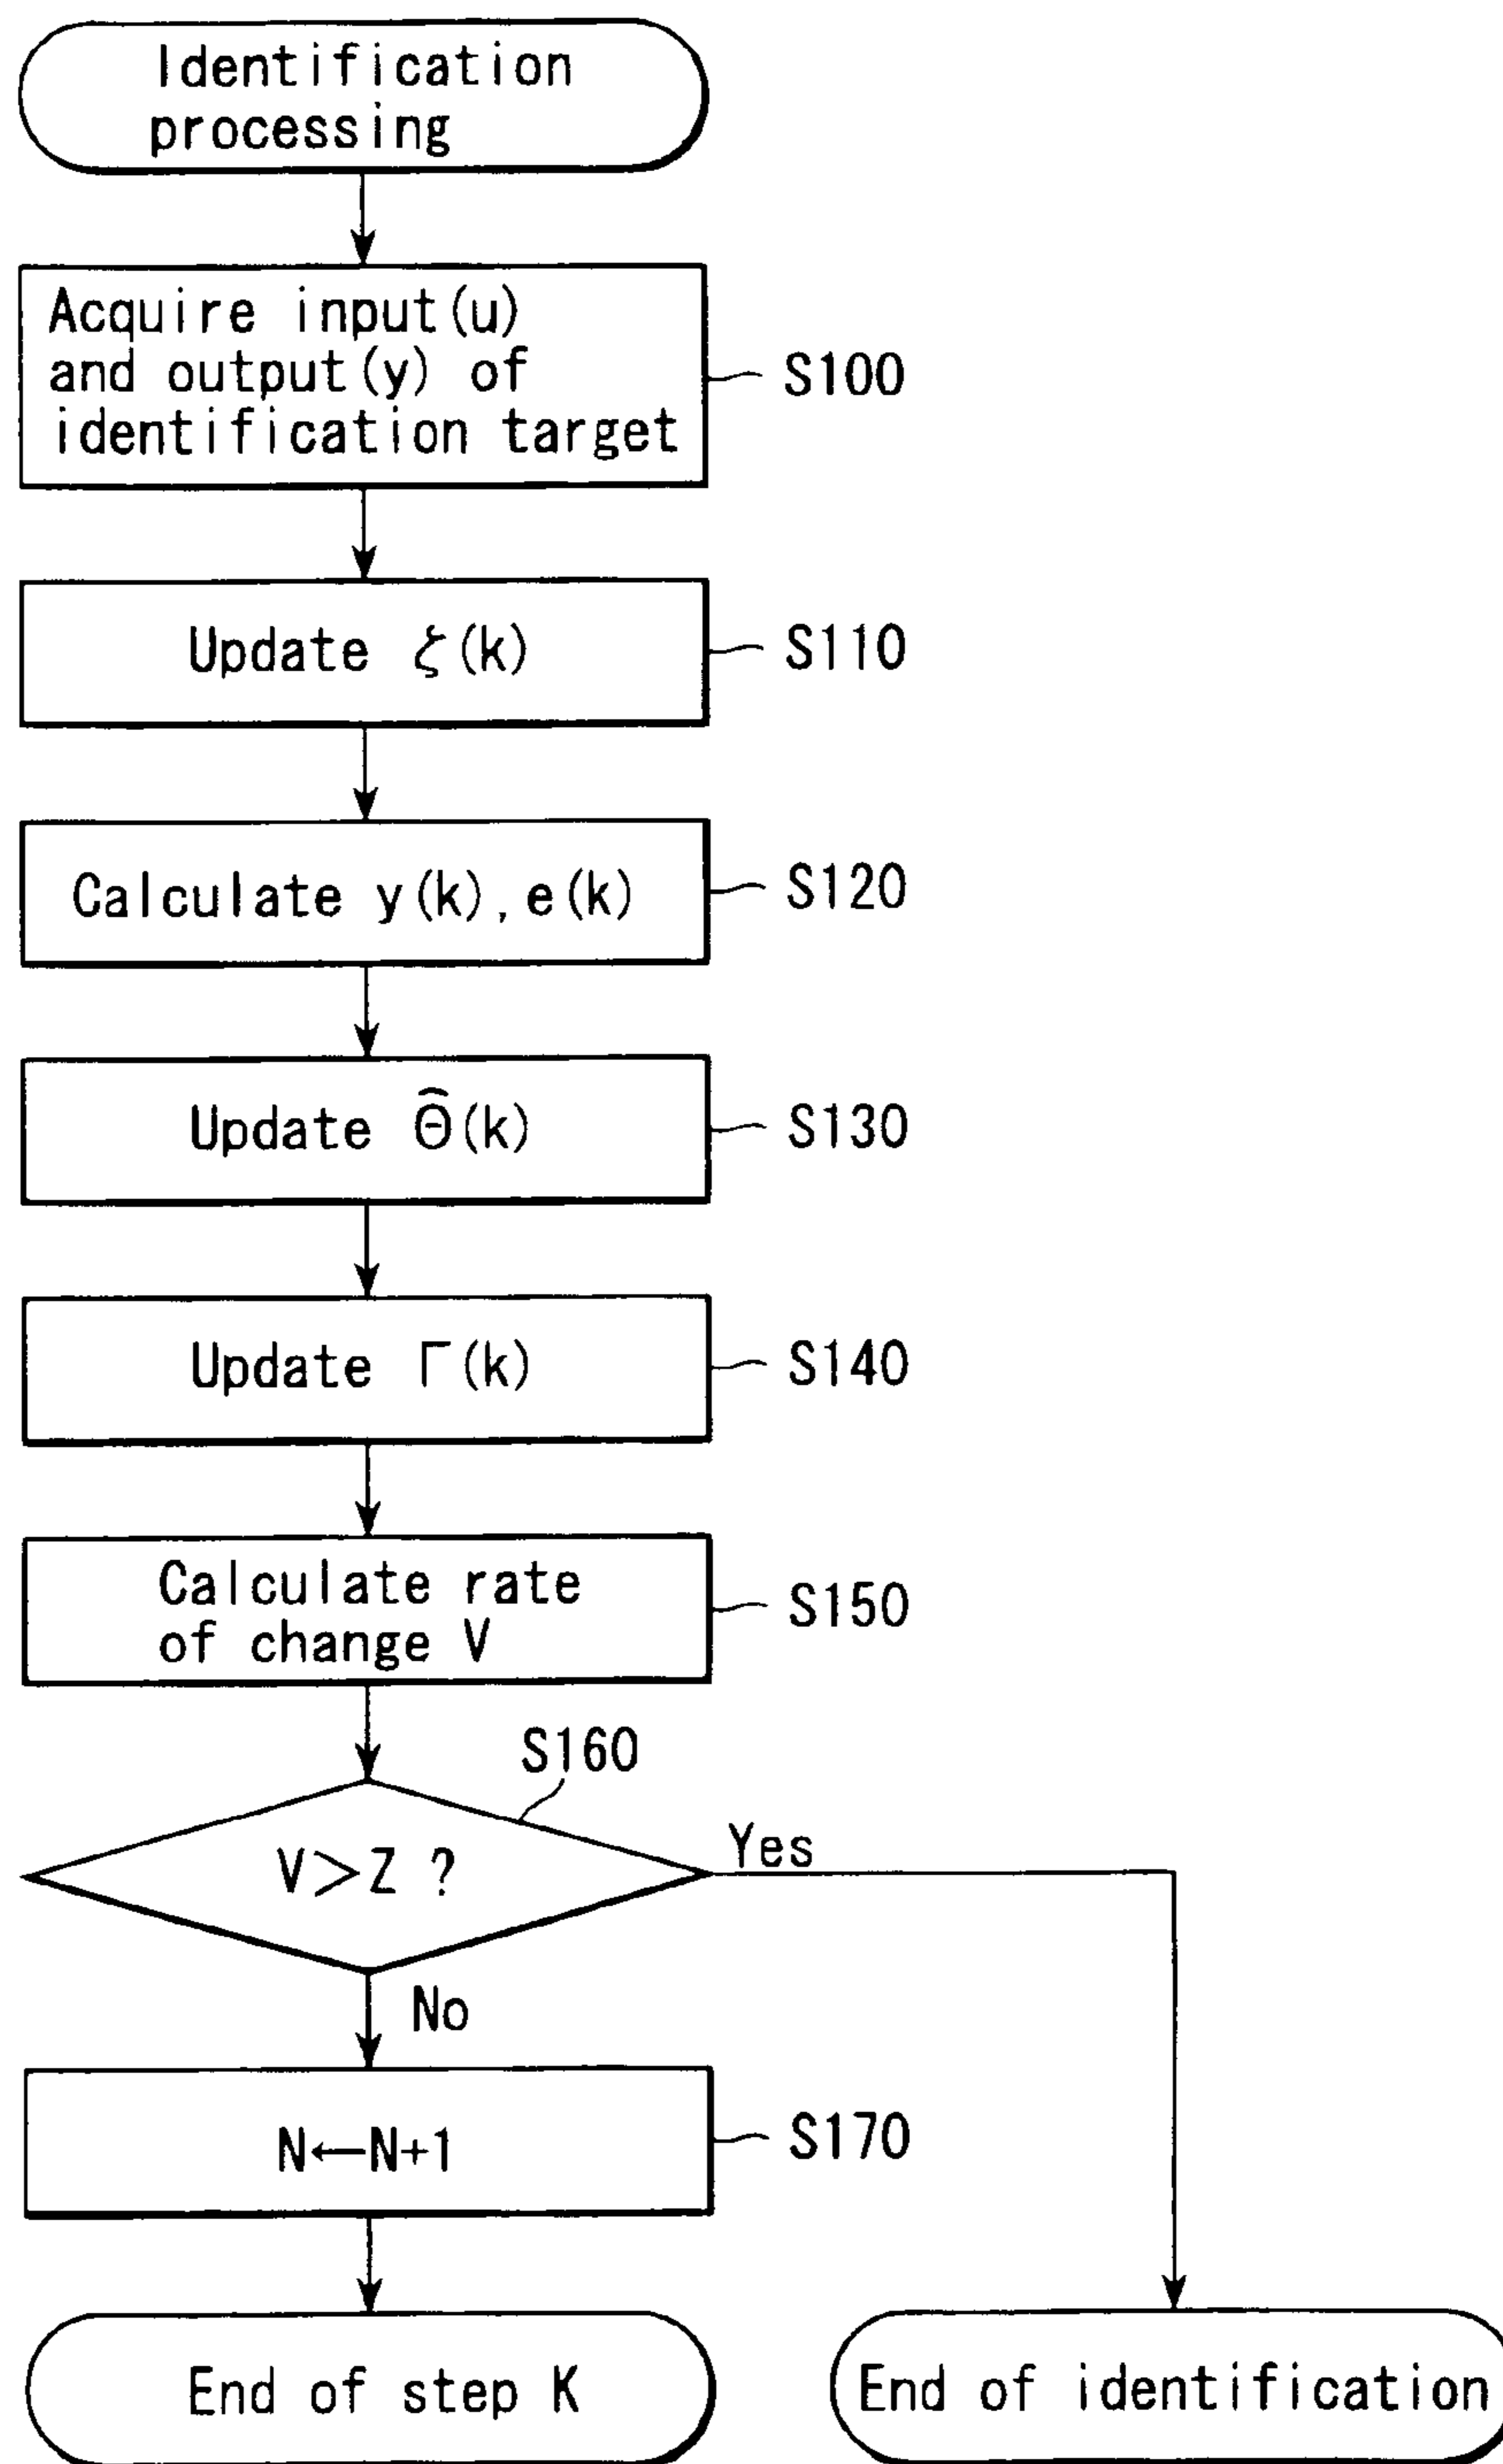 Identification
processing
Acquire input(u)
and output(y) of
identification target
S100
Update ζ(k)
S110
Calculate y(k), e(k)
S120
Update Θ̂(k)
S130
Update Γ(k)
S140
Calculate rate
of change V
S150
S160
V>Z ?
Yes
No
N←N+1
S170
End of step K
End of identification